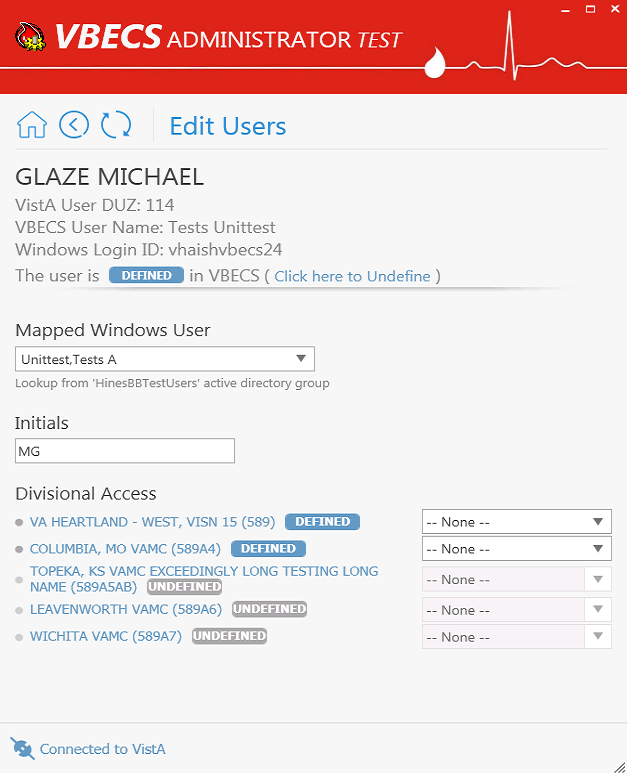 VBECS ADMINISTRATOR TEST
Edit Users
GLAZE MICHAEL
VistA User DUZ: 114
VBECS User Name: Tests Unittest
Windows Login ID: vhaishvbecs24
The user is DEFINED in VBECS ( Click here to Undefine )
Mapped Windows User
Unittest,Tests A
Lookup from 'HinesBBTestUsers' active directory group
Initials
MG
Divisional Access
VA HEARTLAND - WEST, VISN 15 (589) DEFINED -- None --
COLUMBIA, MO VAMC (589A4) DEFINED -- None --
TOPEKA, KS VAMC EXCEEDINGLY LONG TESTING LONG
NAME (589A5AB) UNDEFINED -- None --
LEAVENWORTH VAMC (589A6) UNDEFINED -- None --
WICHITA VAMC (589A7) UNDEFINED -- None --
Connected to VistA